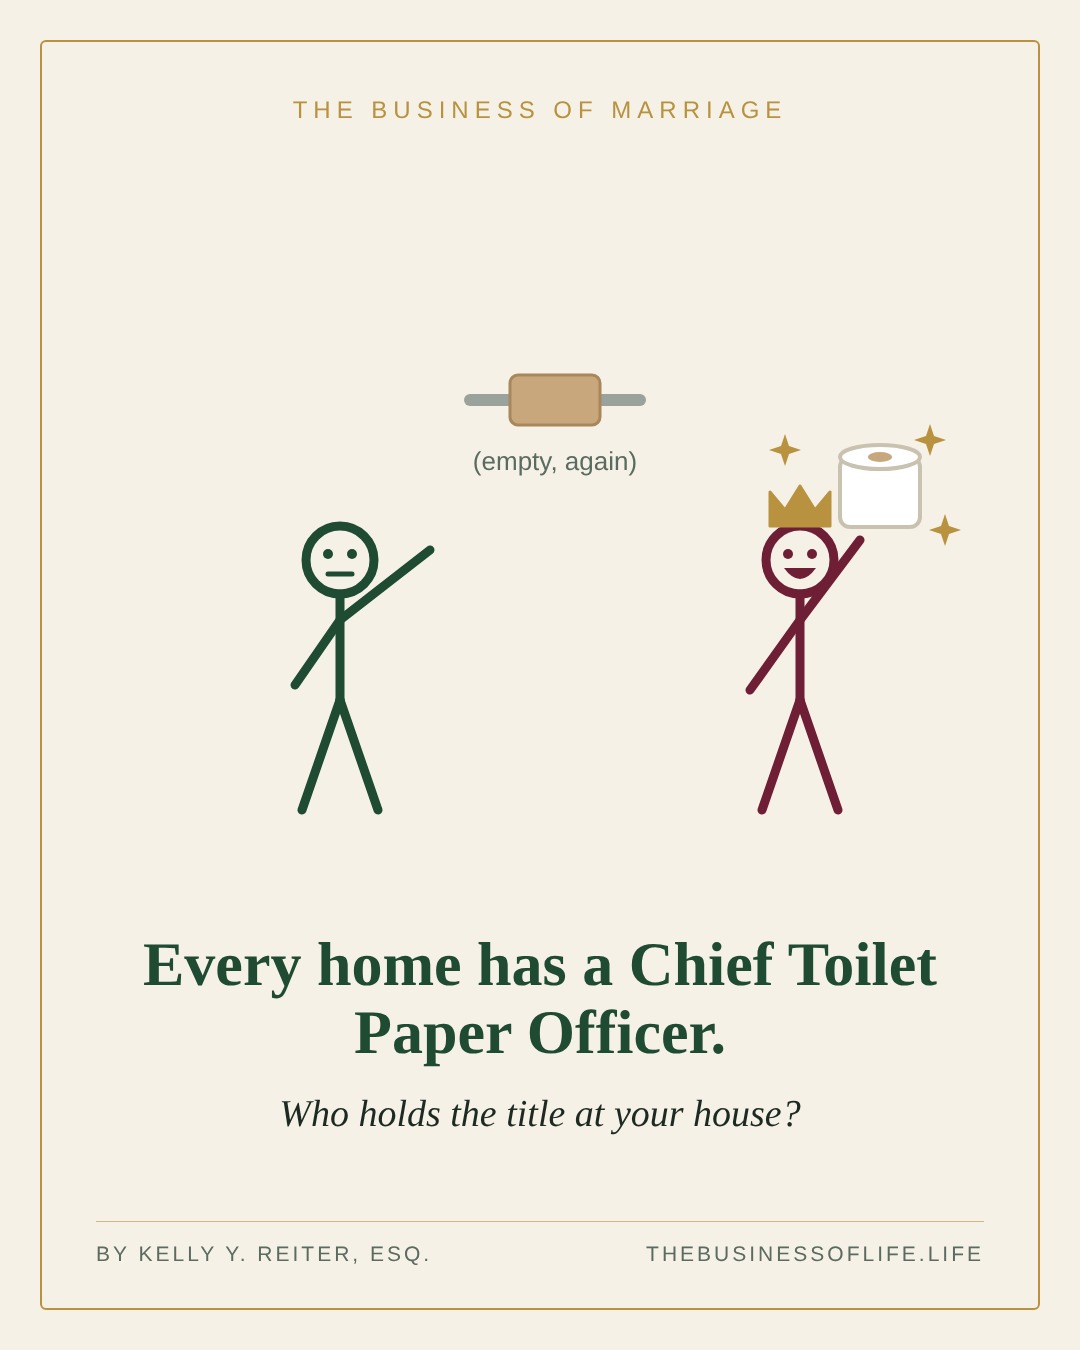 THE BUSINESS OF MARRIAGE
(empty, again)
Every home has a Chief Toilet
Paper Officer.
Who holds the title at your house?
BY KELLY Y. REITER, ESQ.
THEBUSINESSOFLIFE.LIFE